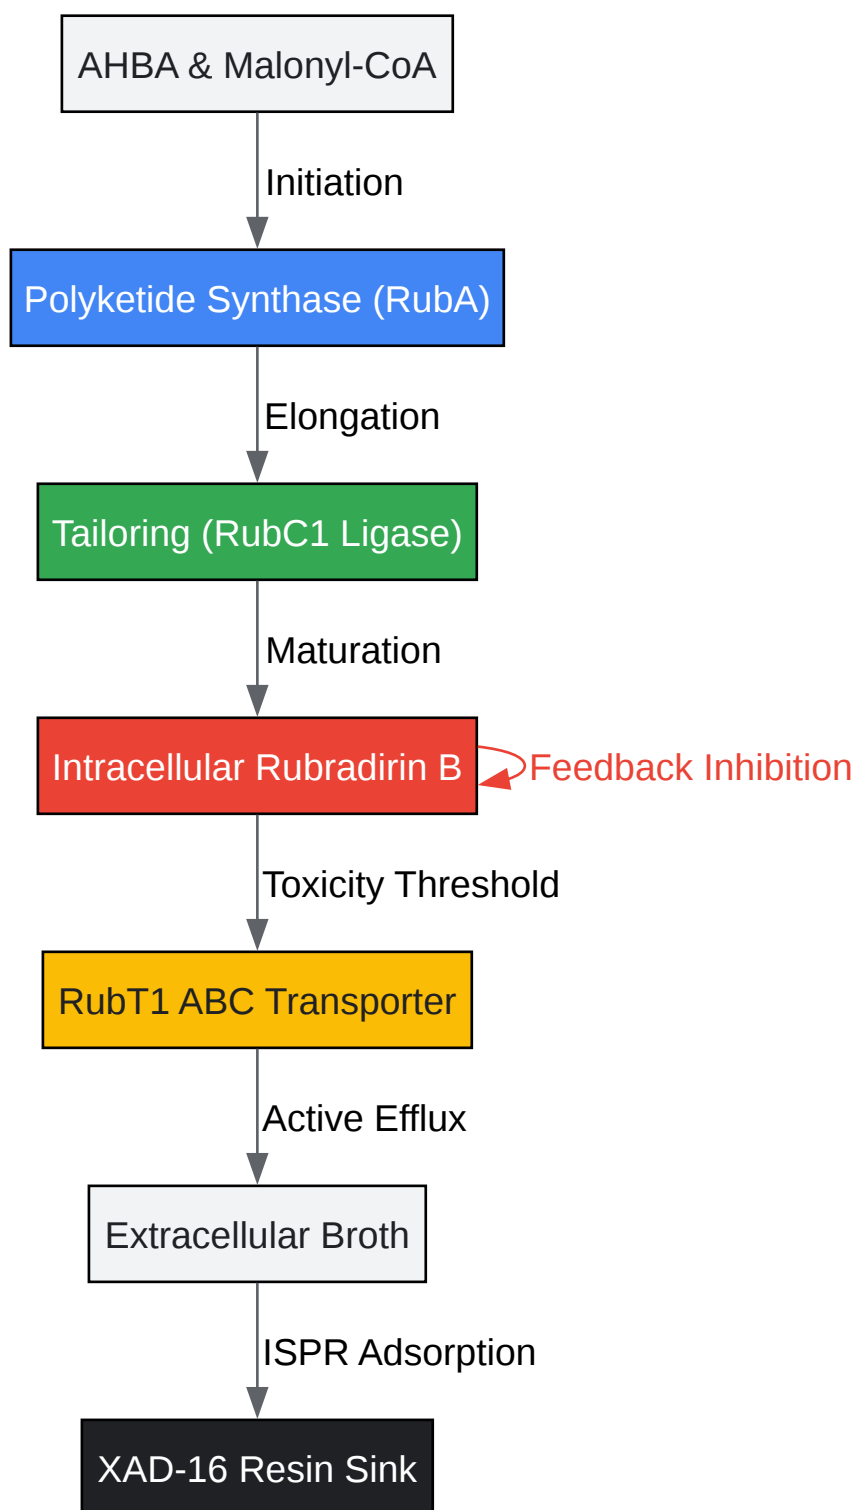 AHBA & Malonyl-CoA
Initiation
Polyketide Synthase (RubA)
Elongation
Tailoring (RubC1 Ligase)
Maturation
Intracellular Rubradirin B
Feedback Inhibition
Toxicity Threshold
RubT1 ABC Transporter
Active Efflux
Extracellular Broth
ISPR Adsorption
XAD-16 Resin Sink